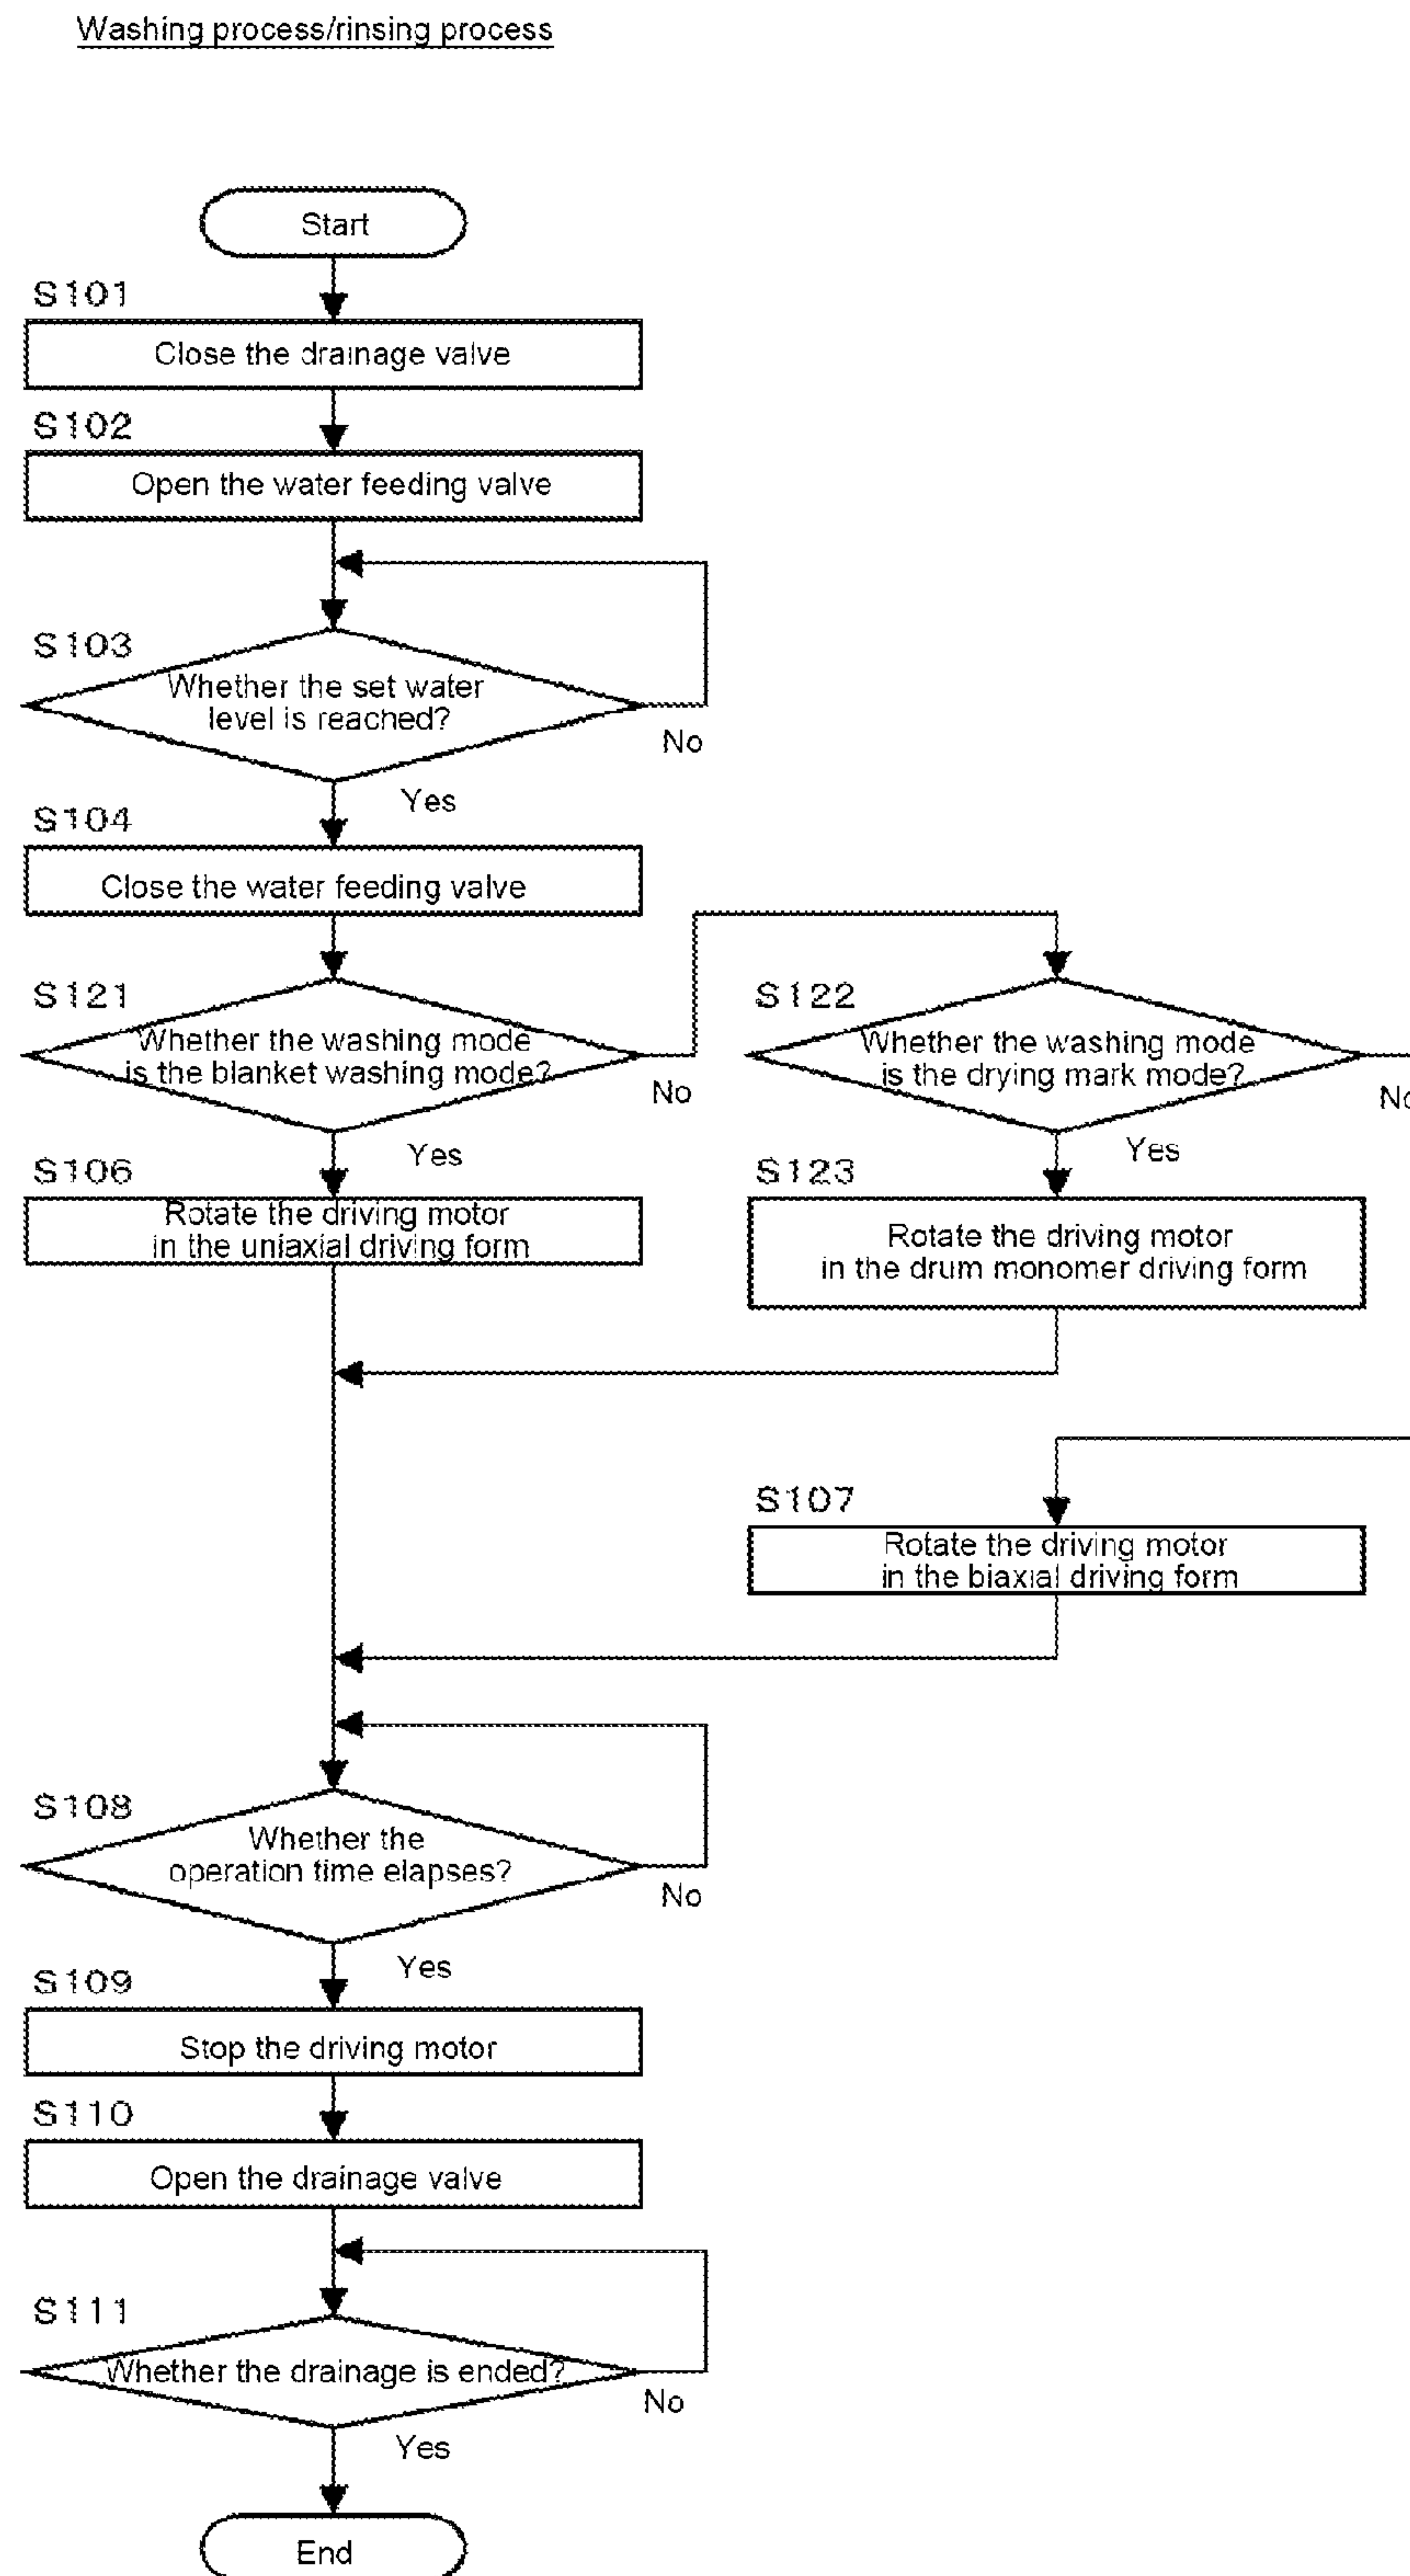 Washing process/rinsing process
Start
S101
Close the drainage valve
S102
Open the water feeding valve
S103
Whether the set water
level is reached?
No
Yes
S104
Close the water feeding valve
S121
Whether the washing mode
is the blanket washing mode?
No
Yes
S122
Whether the washing mode
is the drying mark mode?
No
Yes
S106
Rotate the driving motor
in the uniaxial driving form
S123
Rotate the driving motor
in the drum monomer driving form
S107
Rotate the driving motor
in the biaxial driving form
S108
Whether the
operation time elapses?
No
Yes
S109
Stop the driving motor
S110
Open the drainage valve
S111
Whether the drainage is ended?
No
Yes
End